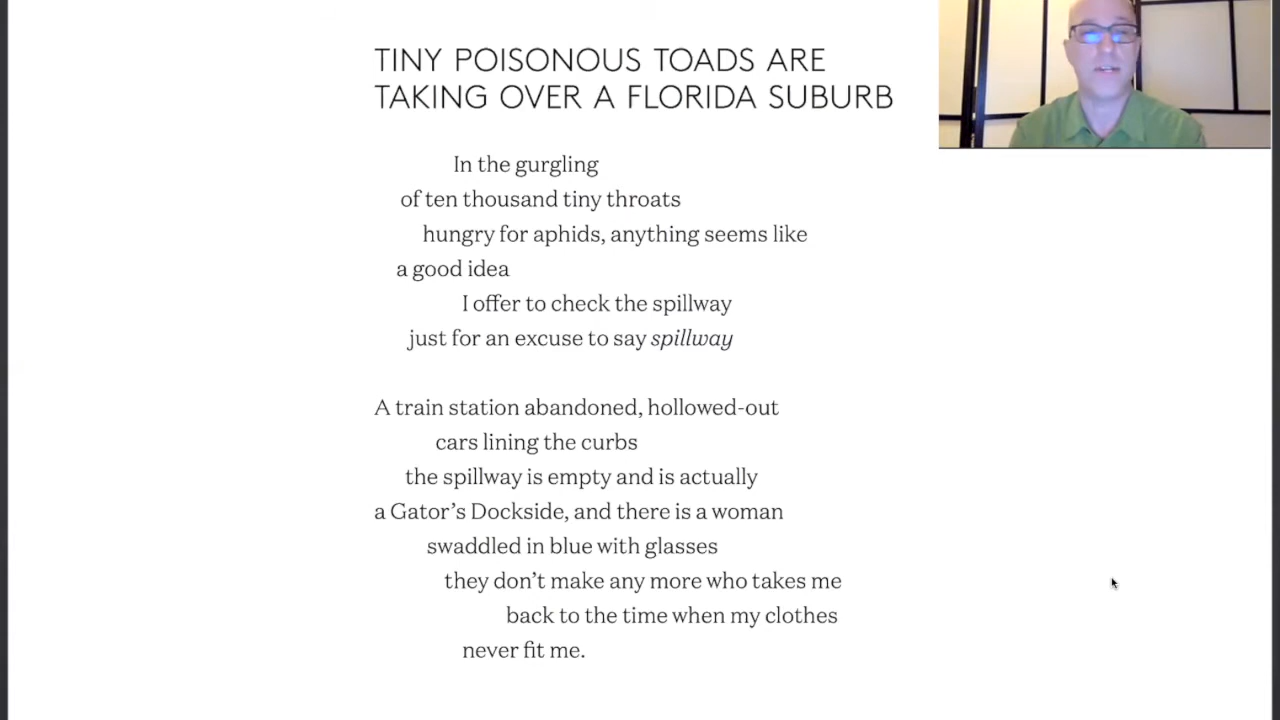 TINY POISONOUS TOADS ARE
TAKING OVER A FLORIDA SUBURB
In the gurgling
of ten thousand tiny throats
hungry for aphids, anything seems like
a good idea
I offer to check the spillway
just for an excuse to say spillway
A train station abandoned, hollowed-out
cars lining the curbs
the spillway is empty and is actually
a Gator’s Dockside, and there is a woman
swaddled in blue with glasses
they don’t make any more who takes me
back to the time when my clothes
never fit me.